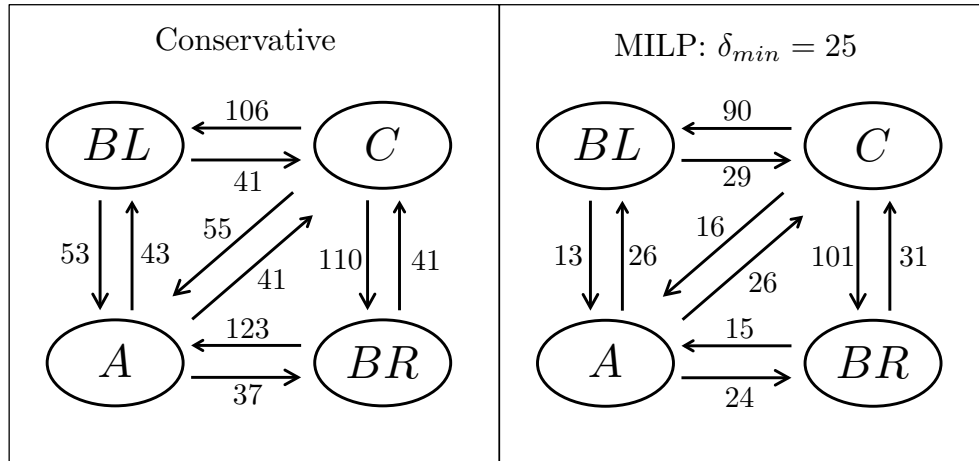 Conservative
106
BL
C
41
53
43
55
41
110
41
123
A
BR
37
MILP: δ_min = 25
90
BL
C
29
13
26
16
26
101
31
15
A
BR
24